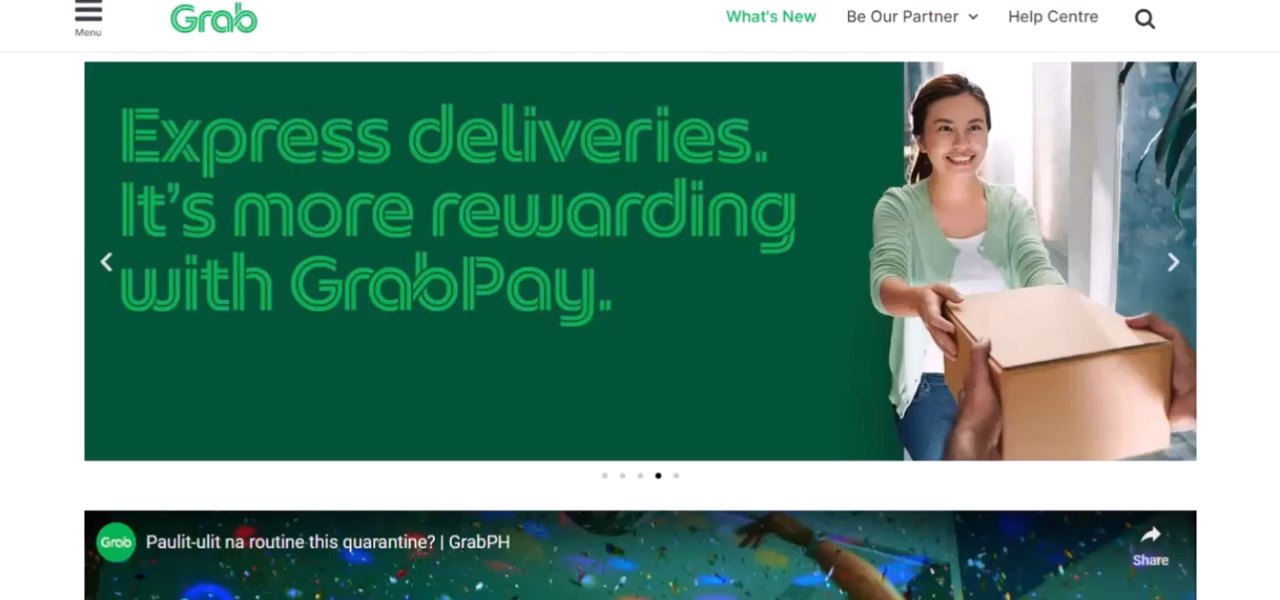 Menu
Grab
What's New
Be Our Partner
Help Centre
Express deliveries.
It's more rewarding
with GrabPay.
Grab
Paulit-ulit na routine this quarantine? | GrabPH
Share